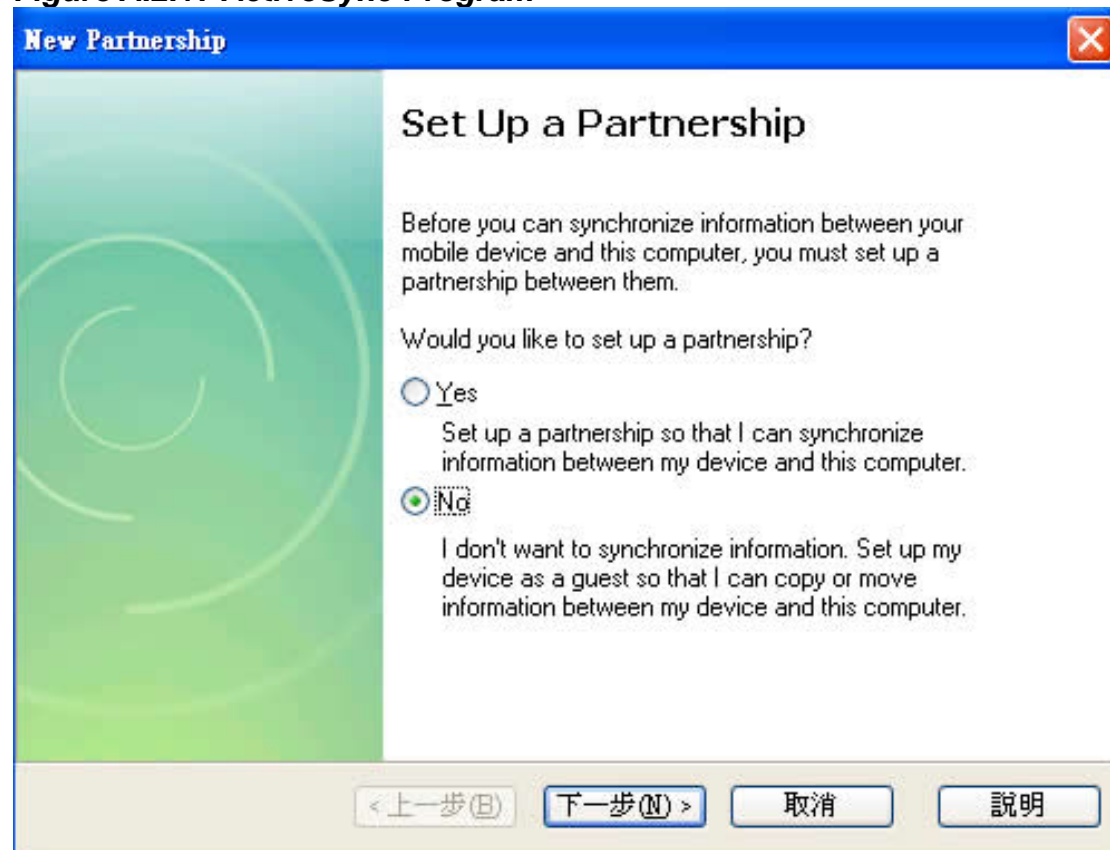 New Partnership
Set Up a Partnership
Before you can synchronize information between your
mobile device and this computer, you must set up a
partnership between them.
Would you like to set up a partnership?
Yes
Set up a partnership so that I can synchronize
information between my device and this computer.
No
I don't want to synchronize information. Set up my
device as a guest so that I can copy or move
information between my device and this computer.
<上一步(B) 下一步(N) > 取消 說明